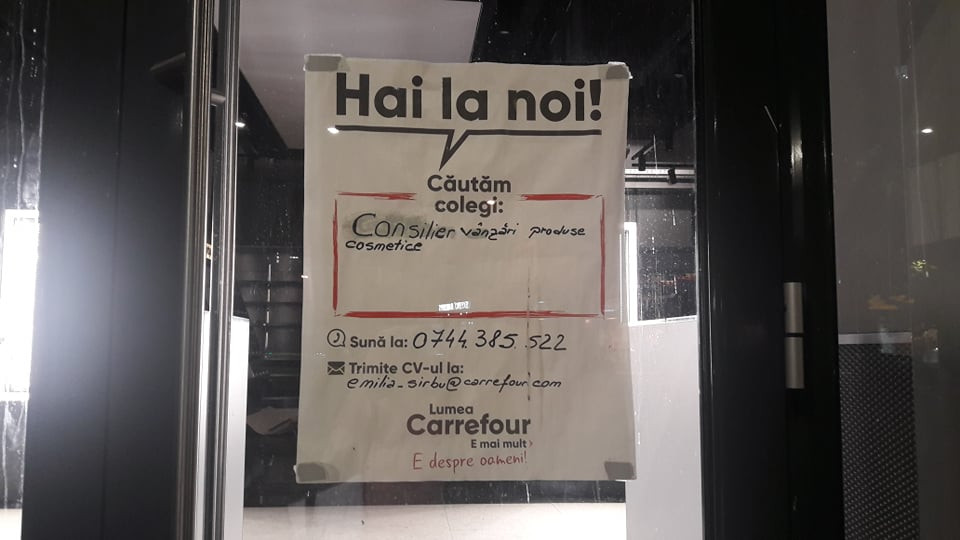 Hai la noi!
Căutăm
colegi:
Consilier vânzări produse
cosmetice
Sună la: 0744.385.522
Trimite CV-ul la:
emilia_sirbu@carrefour.com
Lumea
Carrefour
E mai mult
E despre oameni!